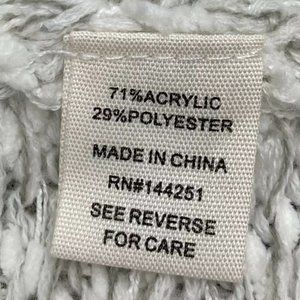 71%ACRYLIC
29%POLYESTER
MADE IN CHINA
RN#144251
SEE REVERSE
FOR CARE